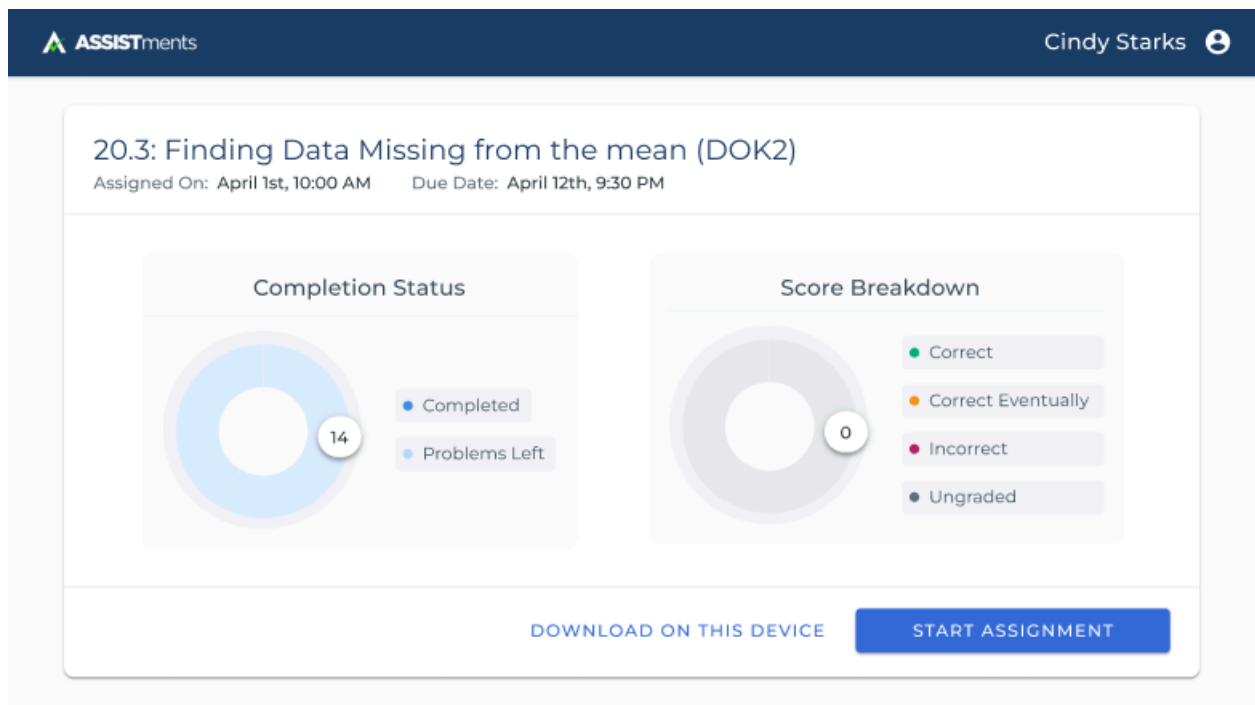 ASSISTments
Cindy Starks
20.3: Finding Data Missing from the mean (DOK2)
Assigned On: April 1st, 10:00 AM Due Date: April 12th, 9:30 PM
Completion Status
14
Completed
Problems Left
Score Breakdown
0
Correct
Correct Eventually
Incorrect
Ungraded
DOWNLOAD ON THIS DEVICE
START ASSIGNMENT